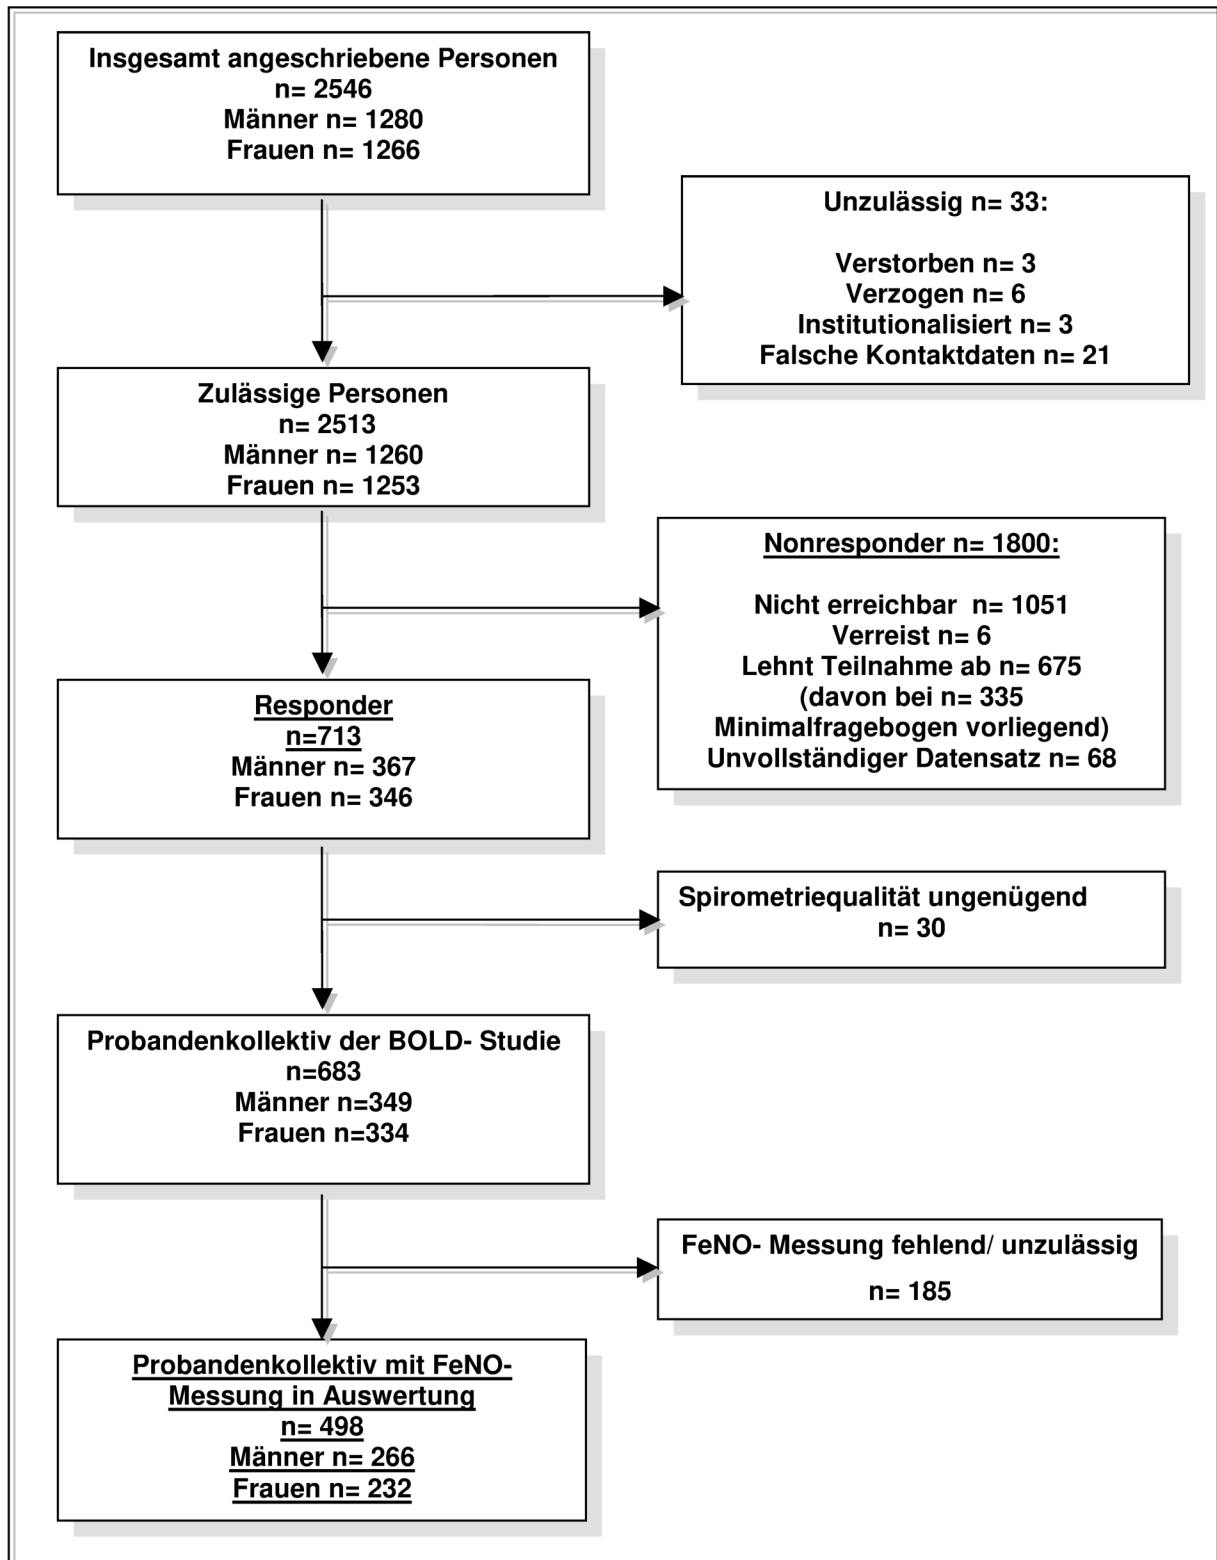 Insgesamt angeschriebene Personen
n= 2546
Männer n= 1280
Frauen n= 1266
Unzulässig n= 33:
Verstorben n= 3
Verzogen n= 6
Institutionalisiert n= 3
Falsche Kontaktdaten n= 21
Zulässige Personen
n= 2513
Männer n= 1260
Frauen n= 1253
Nonresponder n= 1800:
Nicht erreichbar n= 1051
Verreist n= 6
Lehnt Teilnahme ab n= 675
(davon bei n= 335
Minimalfragebogen vorliegend)
Unvollständiger Datensatz n= 68
Responder
n=713
Männer n= 367
Frauen n= 346
Spirometriequalität ungenügend
n= 30
Probandenkollektiv der BOLD- Studie
n=683
Männer n=349
Frauen n=334
FeNO- Messung fehlend/ unzulässig
n= 185
Probandenkollektiv mit FeNO-
Messung in Auswertung
n= 498
Männer n= 266
Frauen n= 232